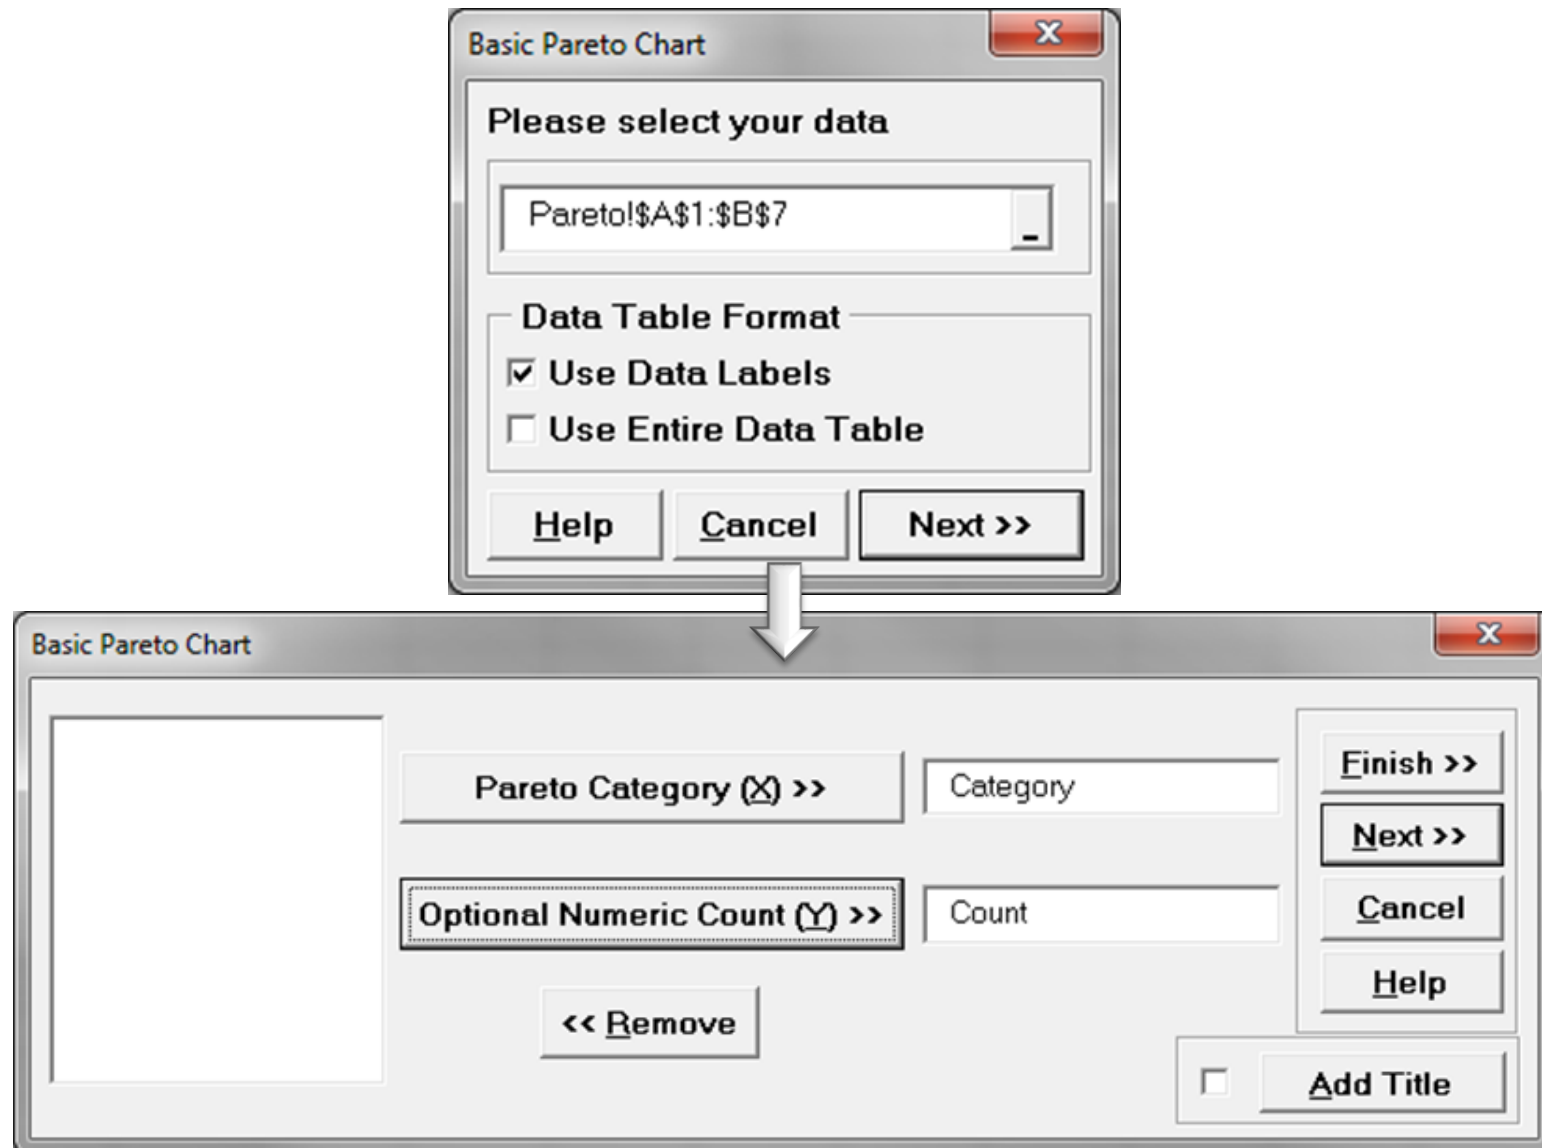 Basic Pareto Chart
Please select your data
Pareto!$A$1:$B$7
Data Table Format
Use Data Labels
Use Entire Data Table
Help Cancel Next >>
Basic Pareto Chart
Pareto Category (X) >> Category
Optional Numeric Count (Y) >> Count
<< Remove
Finish >>
Next >>
Cancel
Help
Add Title